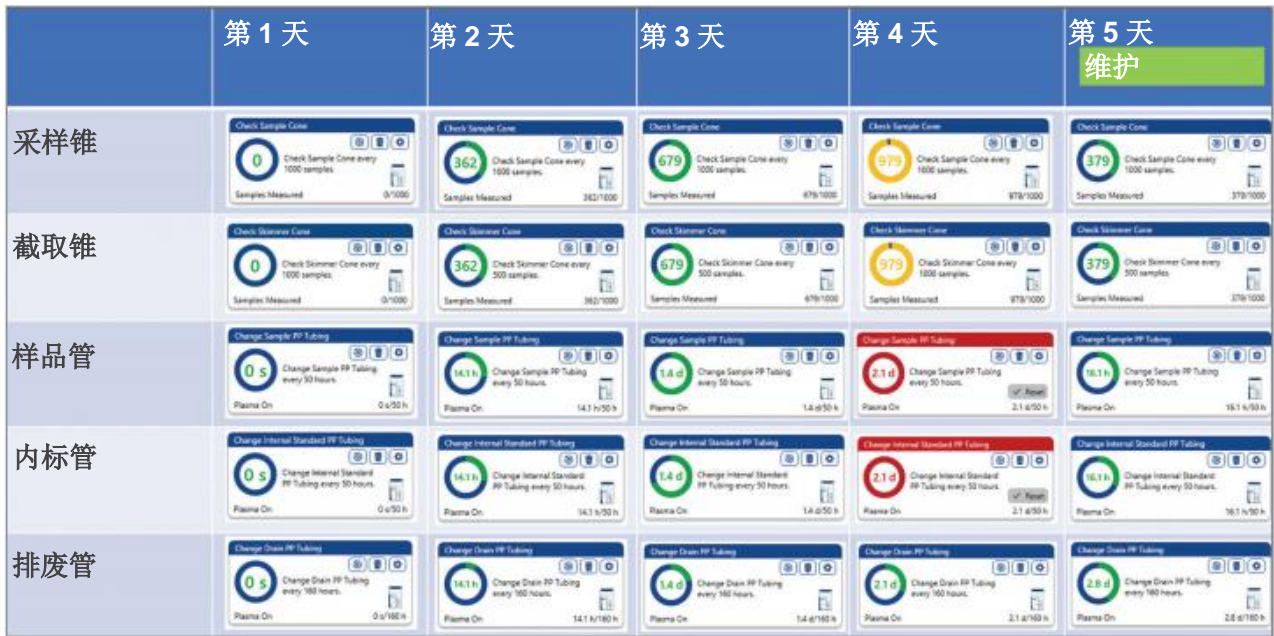 第 1 天
第 2 天
第 3 天
第 4 天
第 5 天
维护
采样锥
Check Sample Cone
0
Check Sample Cone every
1000 samples.
Samples Measured 0/1000
Check Sample Cone
362
Check Sample Cone every
1000 samples.
Samples Measured 362/1000
Check Sample Cone
679
Check Sample Cone every
1000 samples.
Samples Measured 679/1000
Check Sample Cone
979
Check Sample Cone every
1000 samples.
Samples Measured 979/1000
Check Sample Cone
379
Check Sample Cone every
1000 samples.
Samples Measured 379/1000
截取锥
Check Skimmer Cone
0
Check Skimmer Cone every
1000 samples.
Samples Measured 0/1000
Check Skimmer Cone
362
Check Skimmer Cone every
500 samples.
Samples Measured 362/1000
Check Skimmer Cone
679
Check Skimmer Cone every
500 samples.
Samples Measured 679/1000
Check Skimmer Cone
979
Check Skimmer Cone every
1000 samples.
Samples Measured 979/1000
Check Skimmer Cone
379
Check Skimmer Cone every
500 samples.
Samples Measured 379/1000
样品管
Change Sample PP Tubing
0 s
Change Sample PP Tubing
every 50 hours.
Plasma On 0 s/50 h
Change Sample PP Tubing
14.1 h
Change Sample PP Tubing
every 50 hours.
Plasma On 14.1 h/50 h
Change Sample PP Tubing
1.4 d
Change Sample PP Tubing
every 50 hours.
Plasma On 1.4 d/50 h
Change Sample PP Tubing
2.1 d
Change Sample PP Tubing
every 50 hours.
Reset
Plasma On 2.1 d/50 h
Change Sample PP Tubing
16.1 h
Change Sample PP Tubing
every 50 hours.
Plasma On 16.1 h/50 h
内标管
Change Internal Standard PP Tubing
0 s
Change Internal Standard
PP Tubing every 50 hours.
Plasma On 0 s/50 h
Change Internal Standard PP Tubing
14.1 h
Change Internal Standard
PP Tubing every 50 hours.
Plasma On 14.1 h/50 h
Change Internal Standard PP Tubing
1.4 d
Change Internal Standard
PP Tubing every 50 hours.
Plasma On 1.4 d/50 h
Change Internal Standard PP Tubing
2.1 d
Change Internal Standard
PP Tubing every 50 hours.
Reset
Plasma On 2.1 d/50 h
Change Internal Standard PP Tubing
16.1 h
Change Internal Standard
PP Tubing every 50 hours.
Plasma On 16.1 h/50 h
排废管
Change Drain PP Tubing
0 s
Change Drain PP Tubing
every 160 hours.
Plasma On 0 s/160 h
Change Drain PP Tubing
14.1 h
Change Drain PP Tubing
every 160 hours.
Plasma On 14.1 h/160 h
Change Drain PP Tubing
1.4 d
Change Drain PP Tubing
every 160 hours.
Plasma On 1.4 d/160 h
Change Drain PP Tubing
2.1 d
Change Drain PP Tubing
every 160 hours.
Plasma On 2.1 d/160 h
Change Drain PP Tubing
2.8 d
Change Drain PP Tubing
every 160 hours.
Plasma On 2.8 d/160 h